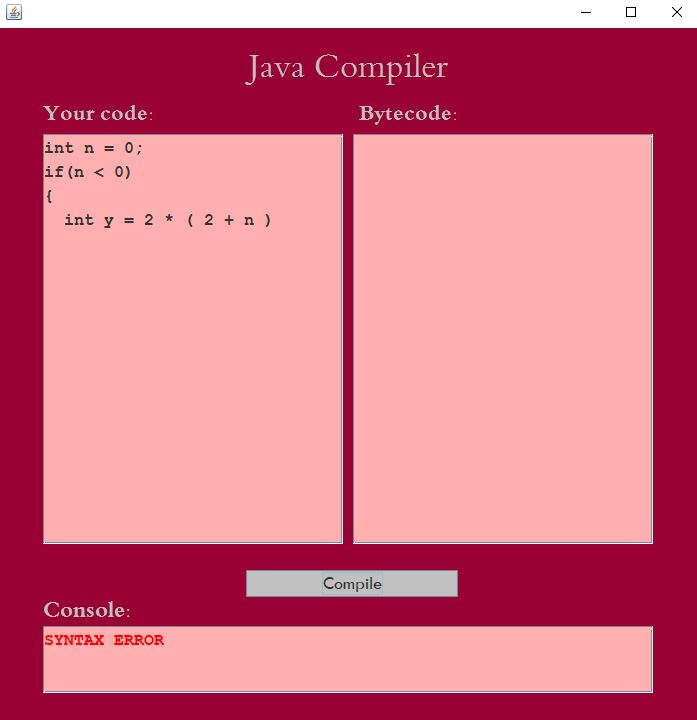 Java Compiler
Your code:
Bytecode:
int n = 0;
if(n < 0)
{
  int y = 2 * ( 2 + n )
Compile
Console:
SYNTAX ERROR